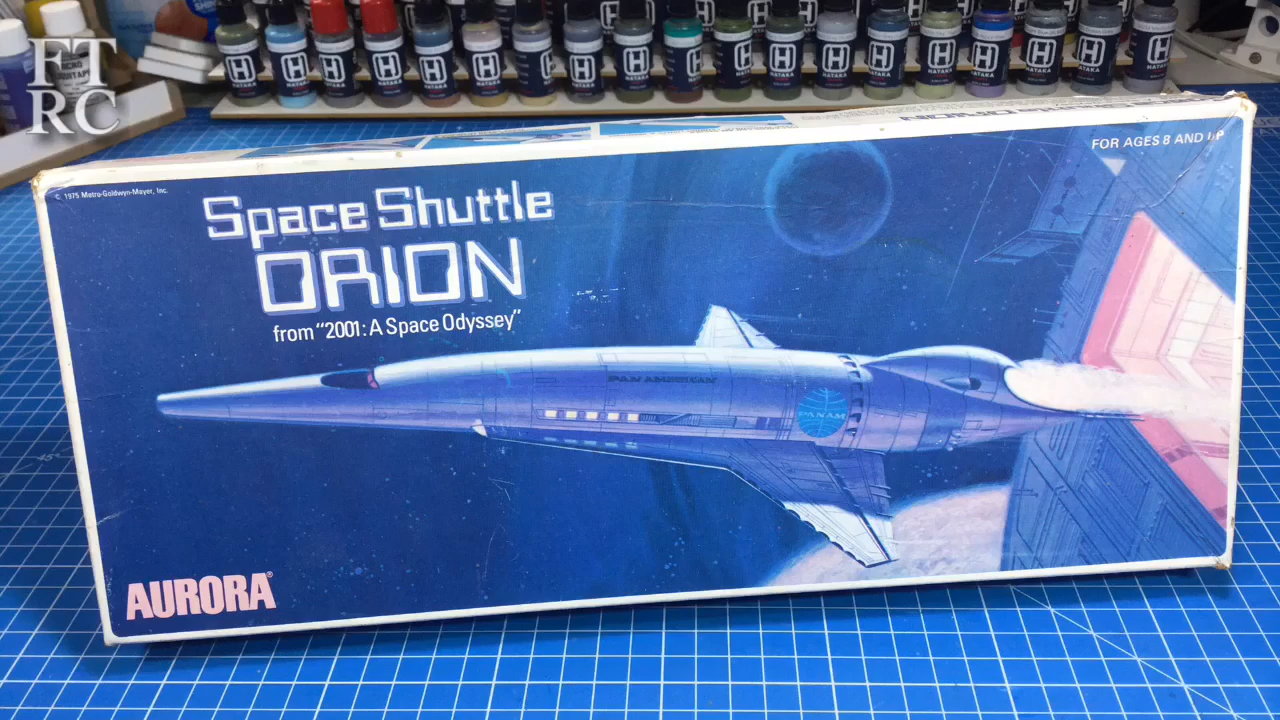 FT
RC
HATAKA
© 1975 Metro-Goldwyn-Mayer, Inc.
FOR AGES 8 AND UP
Space Shuttle
ORION
from “2001: A Space Odyssey”
PAN AMERICAN
PAN AM
AURORA®